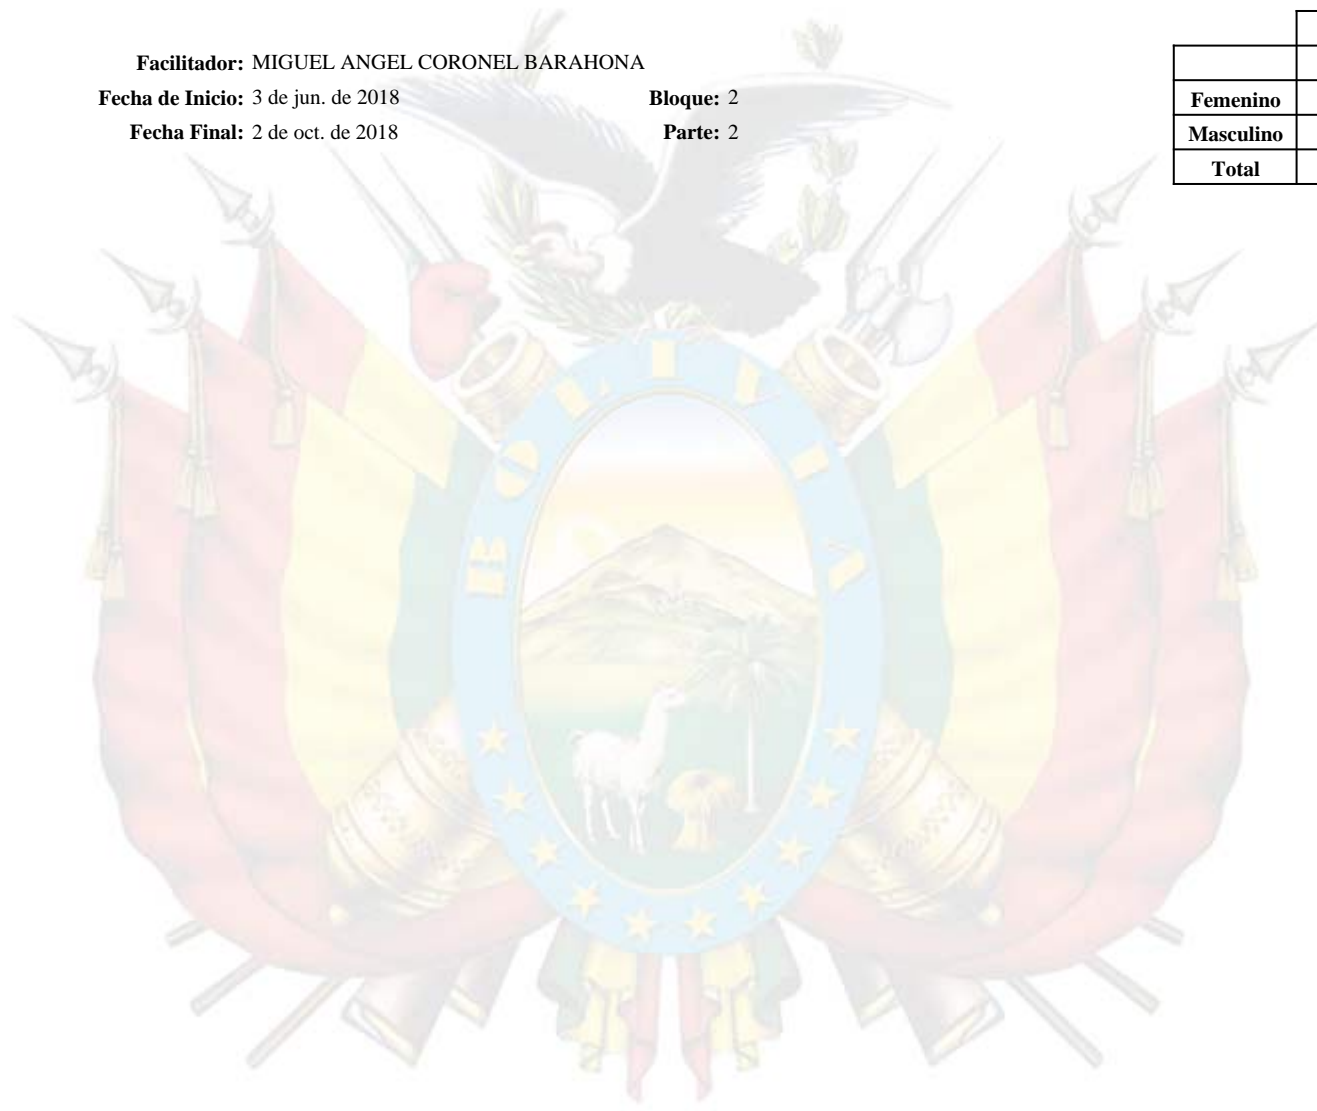 Facilitador: MIGUEL ANGEL CORONEL BARAHONA
Fecha de Inicio: 3 de jun. de 2018 Bloque: 2
Fecha Final: 2 de oct. de 2018 Parte: 2
Femenino
Masculino
Total
BOLIVIA